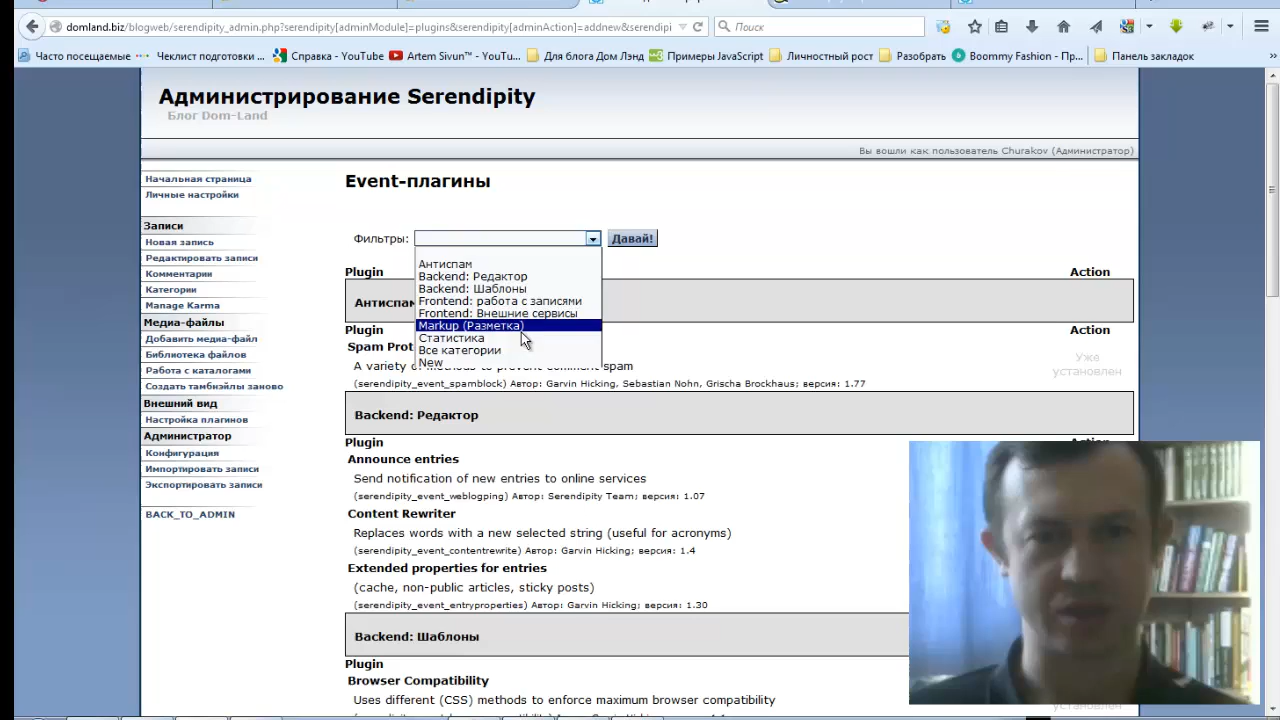 domland.biz/blogweb/serendipity_admin.php?serendipity[adminModule]=plugins&serendipity[adminAction]=addnew&serendipi
Поиск
Часто посещаемые
Чеклист подготовки ...
Справка - YouTube
Artem Sivun™ - YouTu...
Для блога Дом Лэнд
Примеры JavaScript
Личностный рост
Разобрать
Boommy Fashion - Пр...
Панель закладок
»
Администрирование Serendipity
Блог Dom-Land
Вы вошли как пользователь Churakov (Администратор)
Начальная страница
Личные настройки
Записи
Новая запись
Редактировать записи
Комментарии
Категории
Manage Karma
Медиа-файлы
Добавить медиа-файл
Библиотека файлов
Работа с каталогами
Создать тамбнэйлы заново
Внешний вид
Настройка плагинов
Администратор
Конфигурация
Импортировать записи
Экспортировать записи
BACK_TO_ADMIN
Event-плагины
Фильтры:
Давай!
Антиспам
Backend: Редактор
Backend: Шаблоны
Frontend: работа с записями
Frontend: Внешние сервисы
Markup (Разметка)
Статистика
Все категории
New
Plugin Action
Антиспам
Plugin Action
Spam Prot
A variety of methods to prevent comment spam
(serendipity_event_spamblock) Автор: Garvin Hicking, Sebastian Nohn, Grischa Brockhaus; версия: 1.77
Уже
установлен
Backend: Редактор
Plugin
Announce entries
Send notification of new entries to online services
(serendipity_event_weblogping) Автор: Serendipity Team; версия: 1.07
Content Rewriter
Replaces words with a new selected string (useful for acronyms)
(serendipity_event_contentrewrite) Автор: Garvin Hicking; версия: 1.4
Extended properties for entries
(cache, non-public articles, sticky posts)
(serendipity_event_entryproperties) Автор: Garvin Hicking; версия: 1.30
Backend: Шаблоны
Plugin
Browser Compatibility
Uses different (CSS) methods to enforce maximum browser compatibility